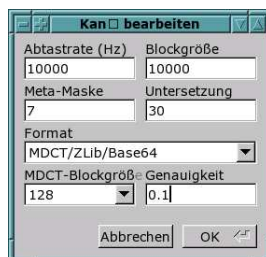 Kan□ bearbeiten
Abtastrate (Hz) Blockgröße
10000 10000
Meta-Maske Untersetzung
7 30
Format
MDCT/ZLib/Base64
MDCT-Blockgröße Genauigkeit
128 0.1
Abbrechen OK